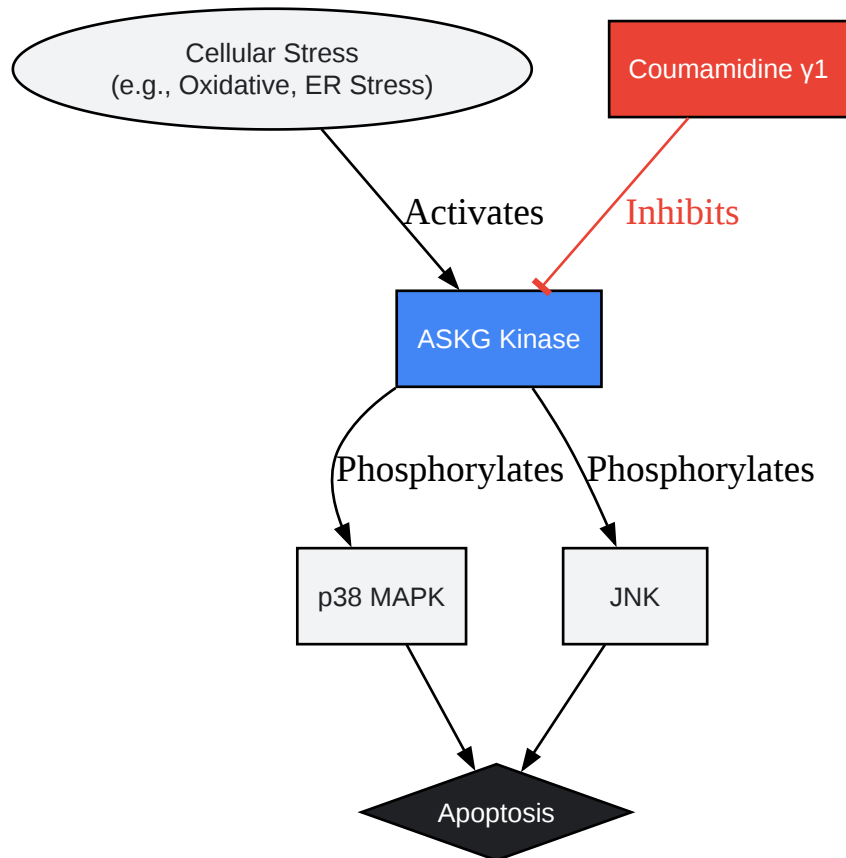 Cellular Stress
(e.g., Oxidative, ER Stress)
Coumamidine γ1
Activates
Inhibits
ASKG Kinase
Phosphorylates
Phosphorylates
p38 MAPK
JNK
Apoptosis